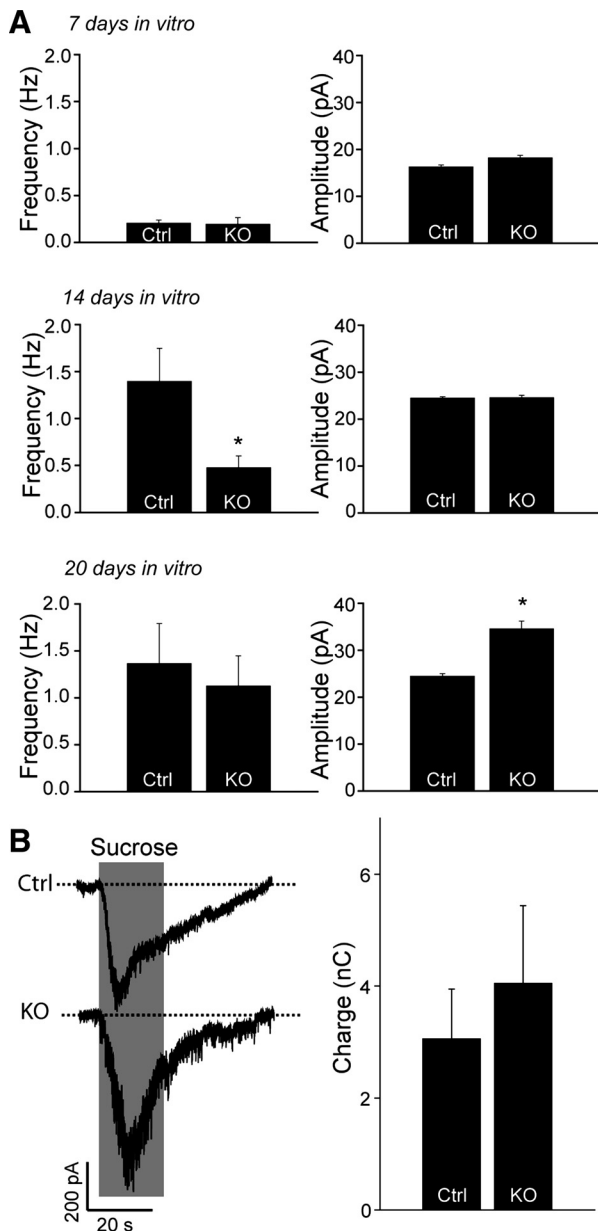 A
7 days in vitro
Frequency (Hz)
2.0
1.5
1.0
0.5
0.0
Ctrl
KO
Amplitude (pA)
40
30
20
10
0
Ctrl
KO
14 days in vitro
Frequency (Hz)
2.0
1.5
1.0
0.5
0.0
Ctrl
*
KO
Amplitude (pA)
40
30
20
10
0
Ctrl
KO
20 days in vitro
Frequency (Hz)
2.0
1.5
1.0
0.5
0.0
Ctrl
KO
Amplitude (pA)
40
30
20
10
0
Ctrl
*
KO
B
Sucrose
Ctrl
KO
200 pA
20 s
Charge (nC)
6
4
2
0
Ctrl
KO